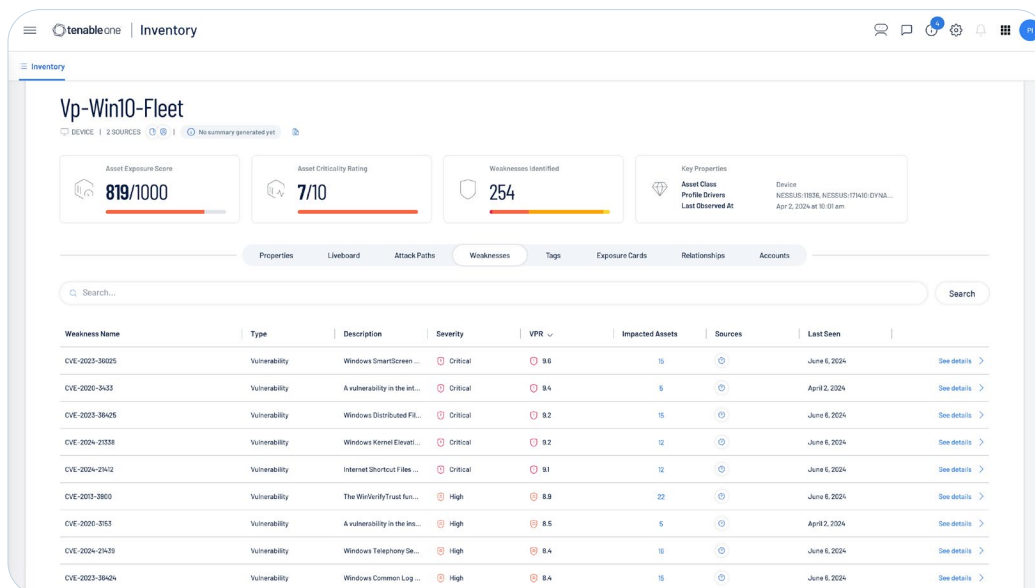 tenable one | Inventory 4 PI
Inventory
Vp-Win10-Fleet
DEVICE | 2 SOURCES | No summary generated yet
Asset Exposure Score
819/1000
Asset Criticality Rating
7/10
Weaknesses Identified
254
Key Properties
Asset Class Device
Profile Drivers NESSUS:11936, NESSUS:171410:DYNA...
Last Observed At Apr 2, 2024 at 10:01 am
Properties Liveboard Attack Paths Weaknesses Tags Exposure Cards Relationships Accounts
Search... Search
Weakness Name Type Description Severity VPR Impacted Assets Sources Last Seen
CVE-2023-36025 Vulnerability Windows SmartScreen ... Critical 9.6 15 June 6, 2024 See details
CVE-2020-3433 Vulnerability A vulnerability in the int... Critical 9.4 5 April 2, 2024 See details
CVE-2023-36425 Vulnerability Windows Distributed Fil... Critical 9.2 15 June 6, 2024 See details
CVE-2024-21338 Vulnerability Windows Kernel Elevati... Critical 9.2 12 June 6, 2024 See details
CVE-2024-21412 Vulnerability Internet Shortcut Files ... Critical 9.1 12 June 6, 2024 See details
CVE-2013-3900 Vulnerability The WinVerifyTrust fun... High 8.9 22 June 6, 2024 See details
CVE-2020-3153 Vulnerability A vulnerability in the ins... High 8.5 5 April 2, 2024 See details
CVE-2024-21439 Vulnerability Windows Telephony Se... High 8.4 16 June 6, 2024 See details
CVE-2023-36424 Vulnerability Windows Common Log ... High 8.4 15 June 6, 2024 See details